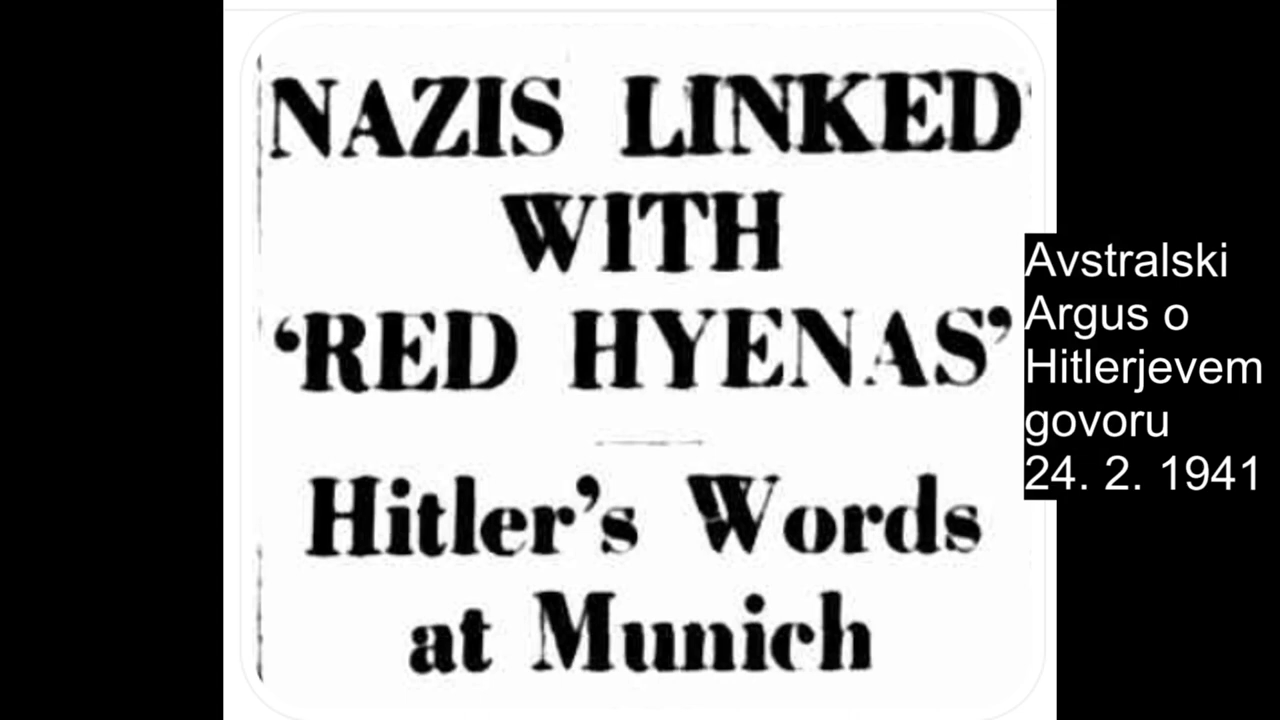 NAZIS LINKED
WITH
‘RED HYENAS’
Hitler’s Words
at Munich
Avstralski
Argus o
Hitlerjevem
govoru
24. 2. 1941